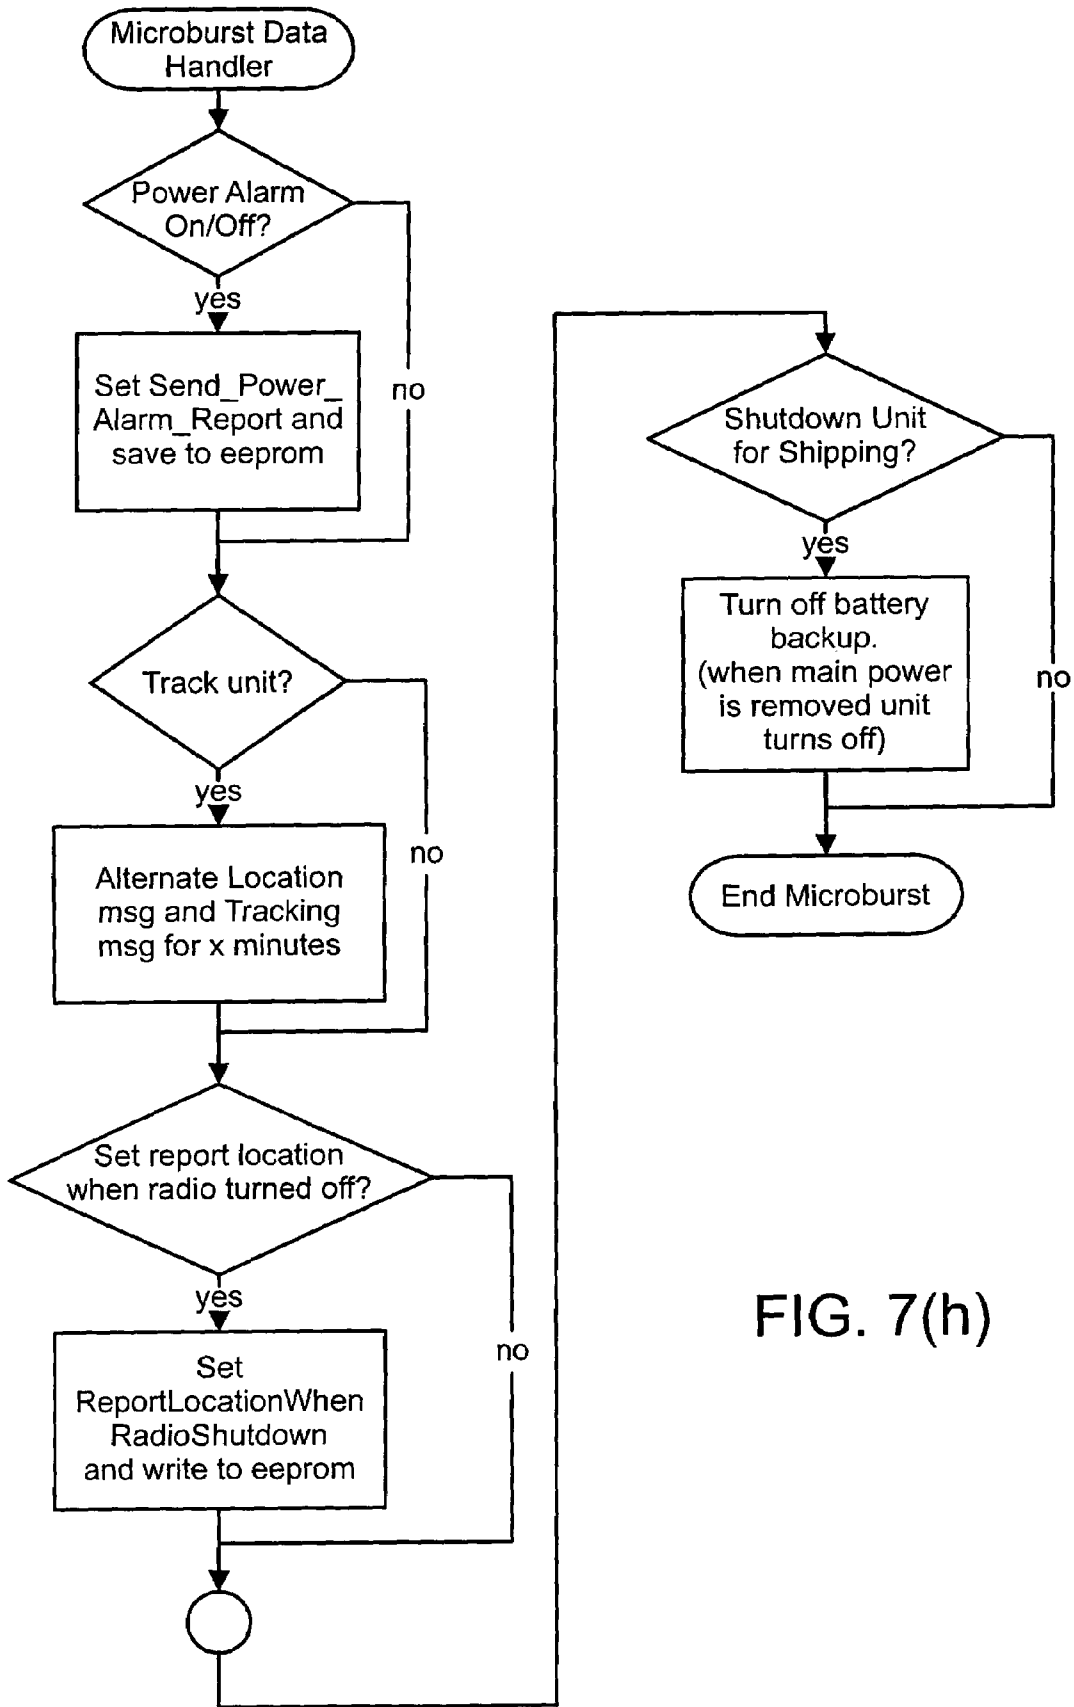 Microburst Data
Handler
Power Alarm
On/Off?
yes
no
Set Send_Power_
Alarm_Report and
save to eeprom
Track unit?
yes
no
Alternate Location
msg and Tracking
msg for x minutes
Set report location
when radio turned off?
yes
no
Set
ReportLocationWhen
RadioShutdown
and write to eeprom
Shutdown Unit
for Shipping?
yes
no
Turn off battery
backup.
(when main power
is removed unit
turns off)
End Microburst
FIG. 7(h)